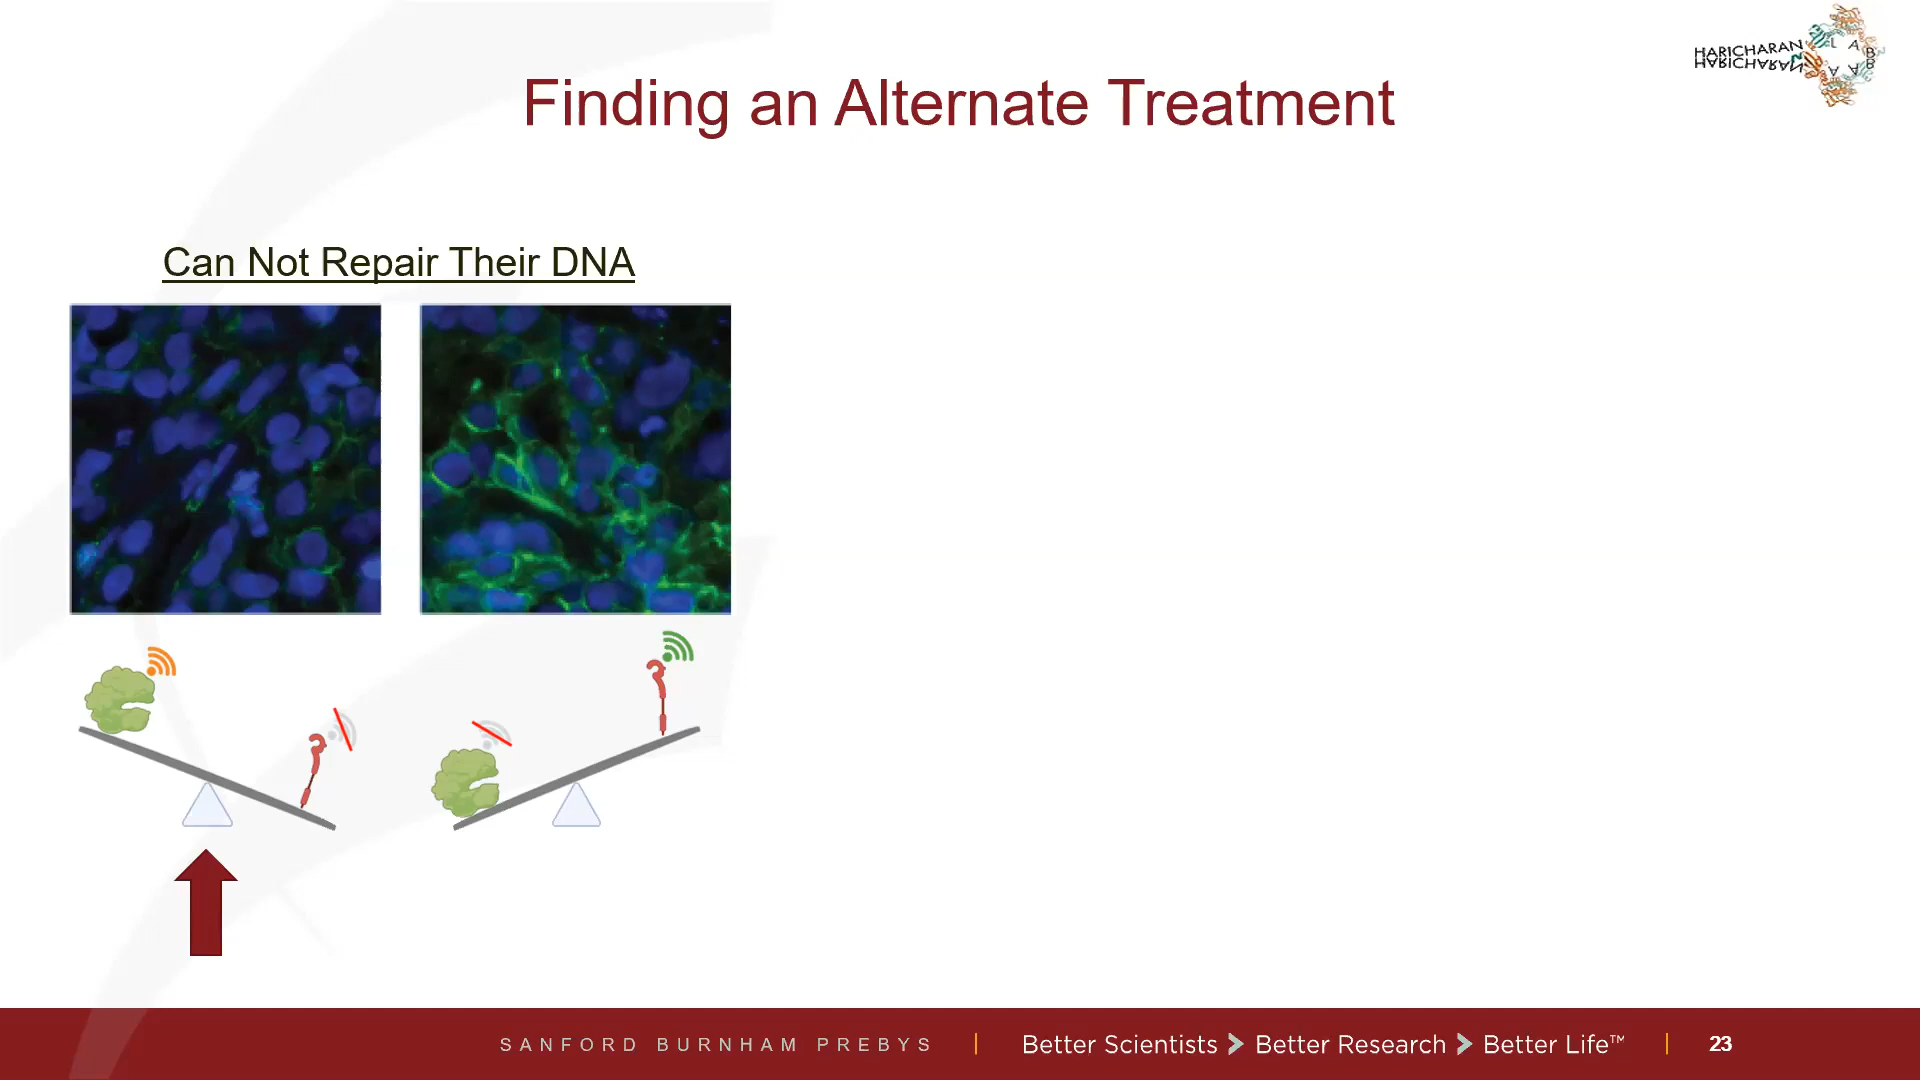 HARICHARAN
LAB
Finding an Alternate Treatment
Can Not Repair Their DNA
SANFORD BURNHAM PREBYS | Better Scientists > Better Research > Better Life™ | 23